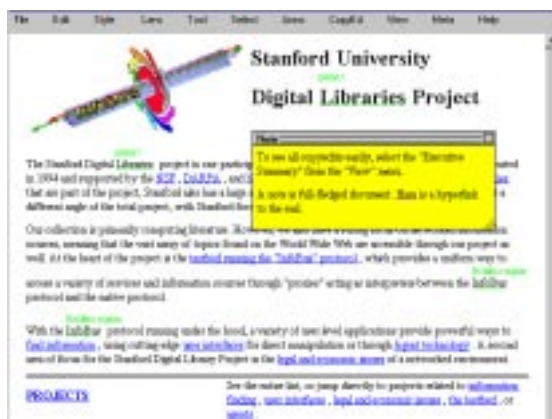 File Edit Style Lens Tool Select Anno CopyEd View Meta Help
Stanford University
Digital Libraries Project
Note
To see all copyedits easily, select the "Executive
Summary" from the "View" menu.
A note is full-fledged document. Here is a hyperlink
to the end.
The Stanford Digital Libraries project is one
in 1994 and supported by the NSF, DARPA, and
that are part of the project, Stanford also has a large
different angle of the total project, with Stanford
Our collection is primarily computing literature. However,
sources, meaning that the vast array of topics found on the World Wide Web are accessible through our project as
well. At the heart of the project is the testbed running the "InfoBus" protocol, which provides a uniform way to
access a variety of services and information sources through "proxies" acting as interpreters between the InfoBus
protocol and the native protocol.
With the InfoBus protocol running under the hood, a variety of user level applications provide powerful ways to
find information, using cutting-edge user interfaces for direct manipulation or through Agent technology. A second
area of focus for the Stanford Digital Library Project is the legal and economic issues of a networked environment.
PROJECTS
See the entire list, or jump directly to projects related to information
finding, user interfaces, legal and economic issues, the testbed, or
agents.